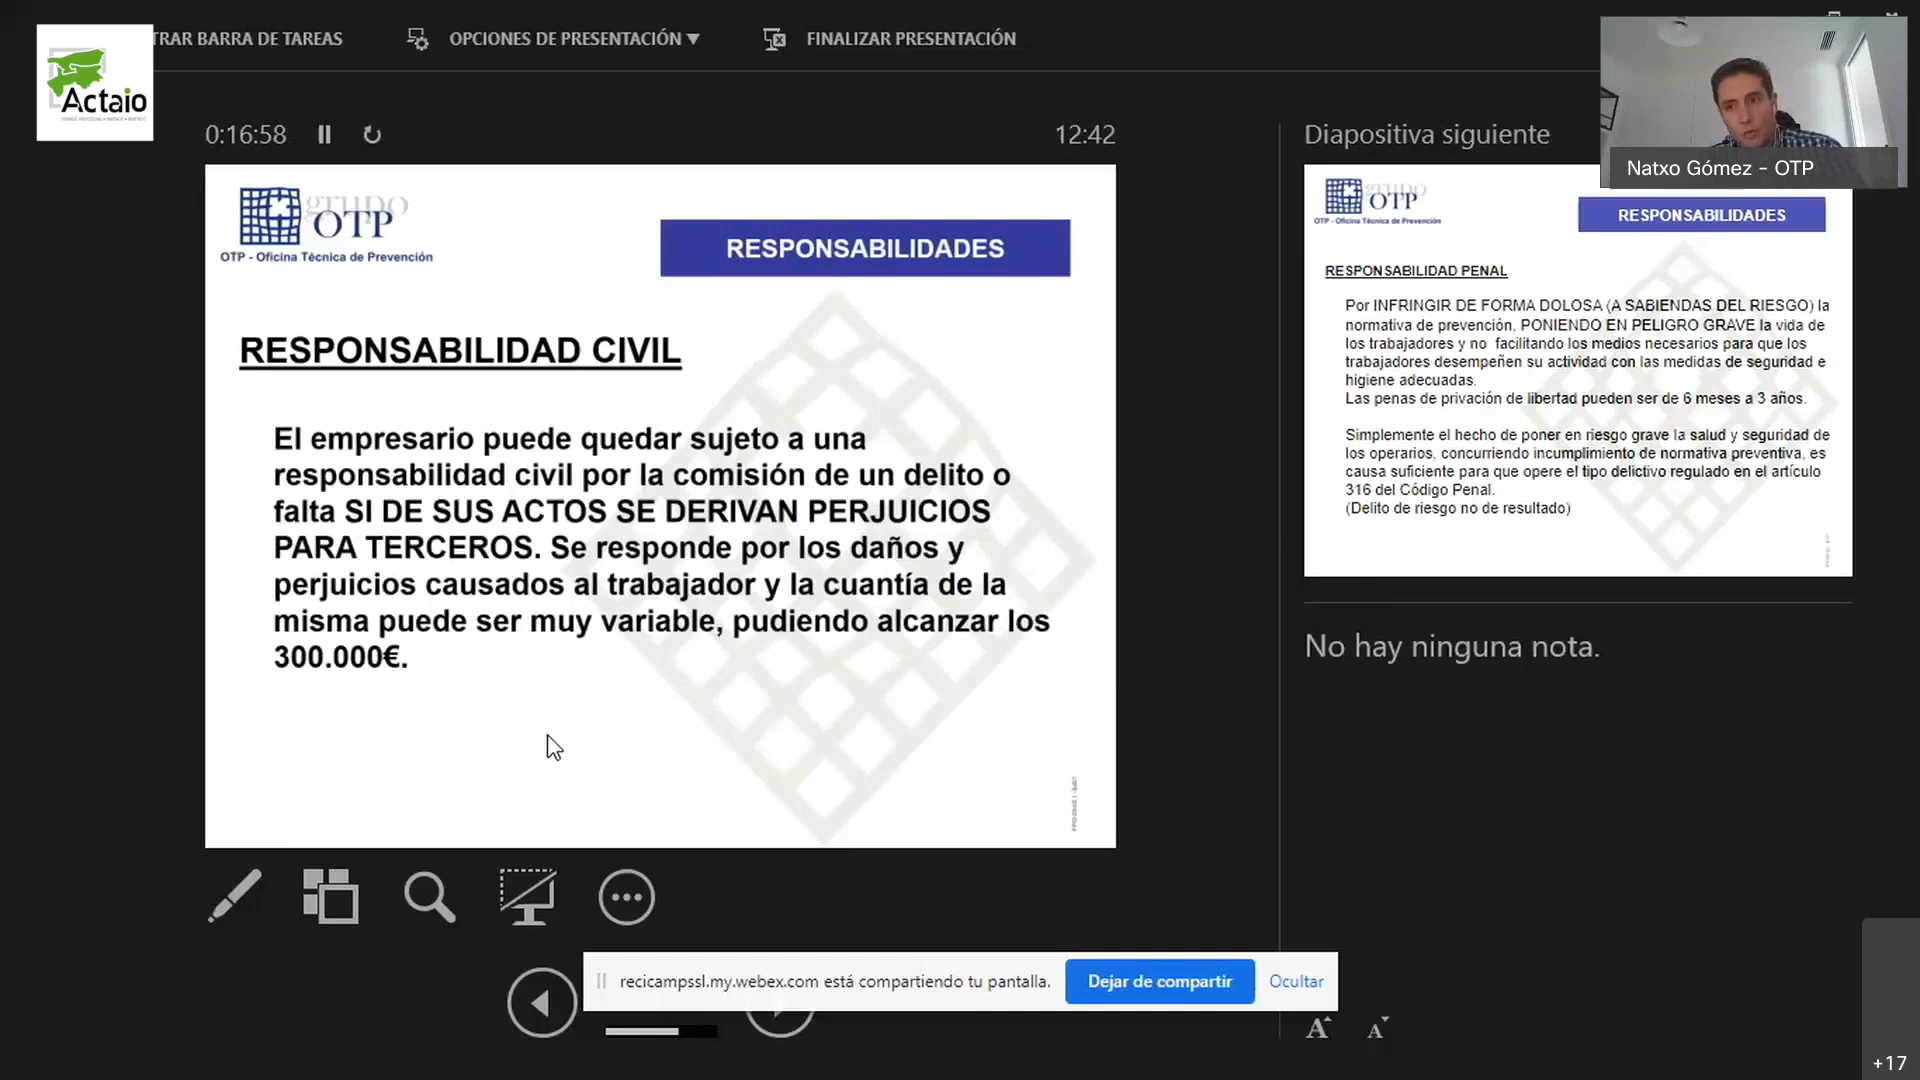 TRAR BARRA DE TAREAS
OPCIONES DE PRESENTACIÓN
FINALIZAR PRESENTACIÓN
Actaio
0:16:58
12:42
Diapositiva siguiente
Natxo Gómez - OTP
grupo
OTP
OTP - Oficina Técnica de Prevención
RESPONSABILIDADES
RESPONSABILIDAD CIVIL
El empresario puede quedar sujeto a una
responsabilidad civil por la comisión de un delito o
falta SI DE SUS ACTOS SE DERIVAN PERJUICIOS
PARA TERCEROS. Se responde por los daños y
perjuicios causados al trabajador y la cuantía de la
misma puede ser muy variable, pudiendo alcanzar los
300.000€.
grupo
OTP
OTP - Oficina Técnica de Prevención
RESPONSABILIDADES
RESPONSABILIDAD PENAL
Por INFRINGIR DE FORMA DOLOSA (A SABIENDAS DEL RIESGO) la
normativa de prevención, PONIENDO EN PELIGRO GRAVE la vida de
los trabajadores y no facilitando los medios necesarios para que los
trabajadores desempeñen su actividad con las medidas de seguridad e
higiene adecuadas.
Las penas de privación de libertad pueden ser de 6 meses a 3 años.
Simplemente el hecho de poner en riesgo grave la salud y seguridad de
los operarios, concurriendo incumplimiento de normativa preventiva, es
causa suficiente para que opere el tipo delictivo regulado en el artículo
316 del Código Penal.
(Delito de riesgo no de resultado)
No hay ninguna nota.
recicampssl.my.webex.com está compartiendo tu pantalla.
Dejar de compartir
Ocultar
A A
+17